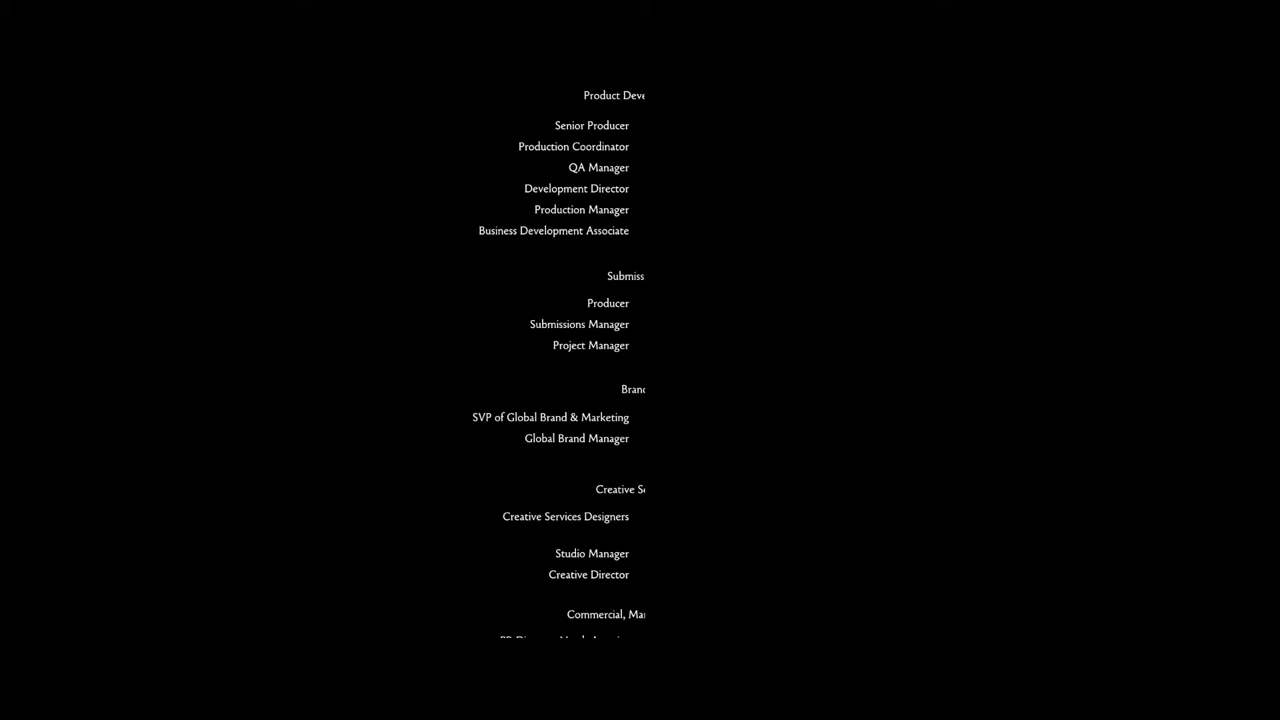 Product Deve
Senior Producer
Production Coordinator
QA Manager
Development Director
Production Manager
Business Development Associate
Submiss
Producer
Submissions Manager
Project Manager
Bran
SVP of Global Brand & Marketing
Global Brand Manager
Creative Se
Creative Services Designers
Studio Manager
Creative Director
Commercial, Mar